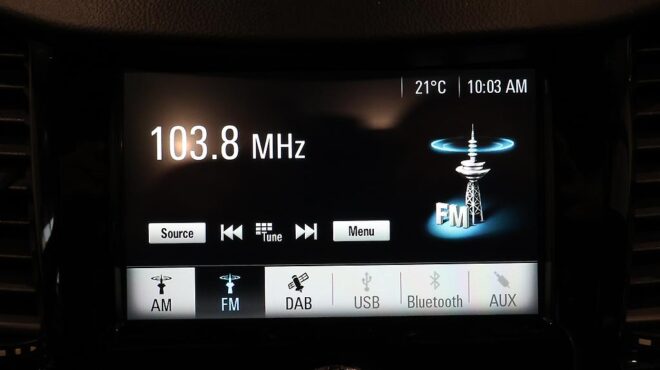 21°C 10:03 AM
103.8 MHz
FM
Source Tune Menu
AM FM DAB USB Bluetooth AUX